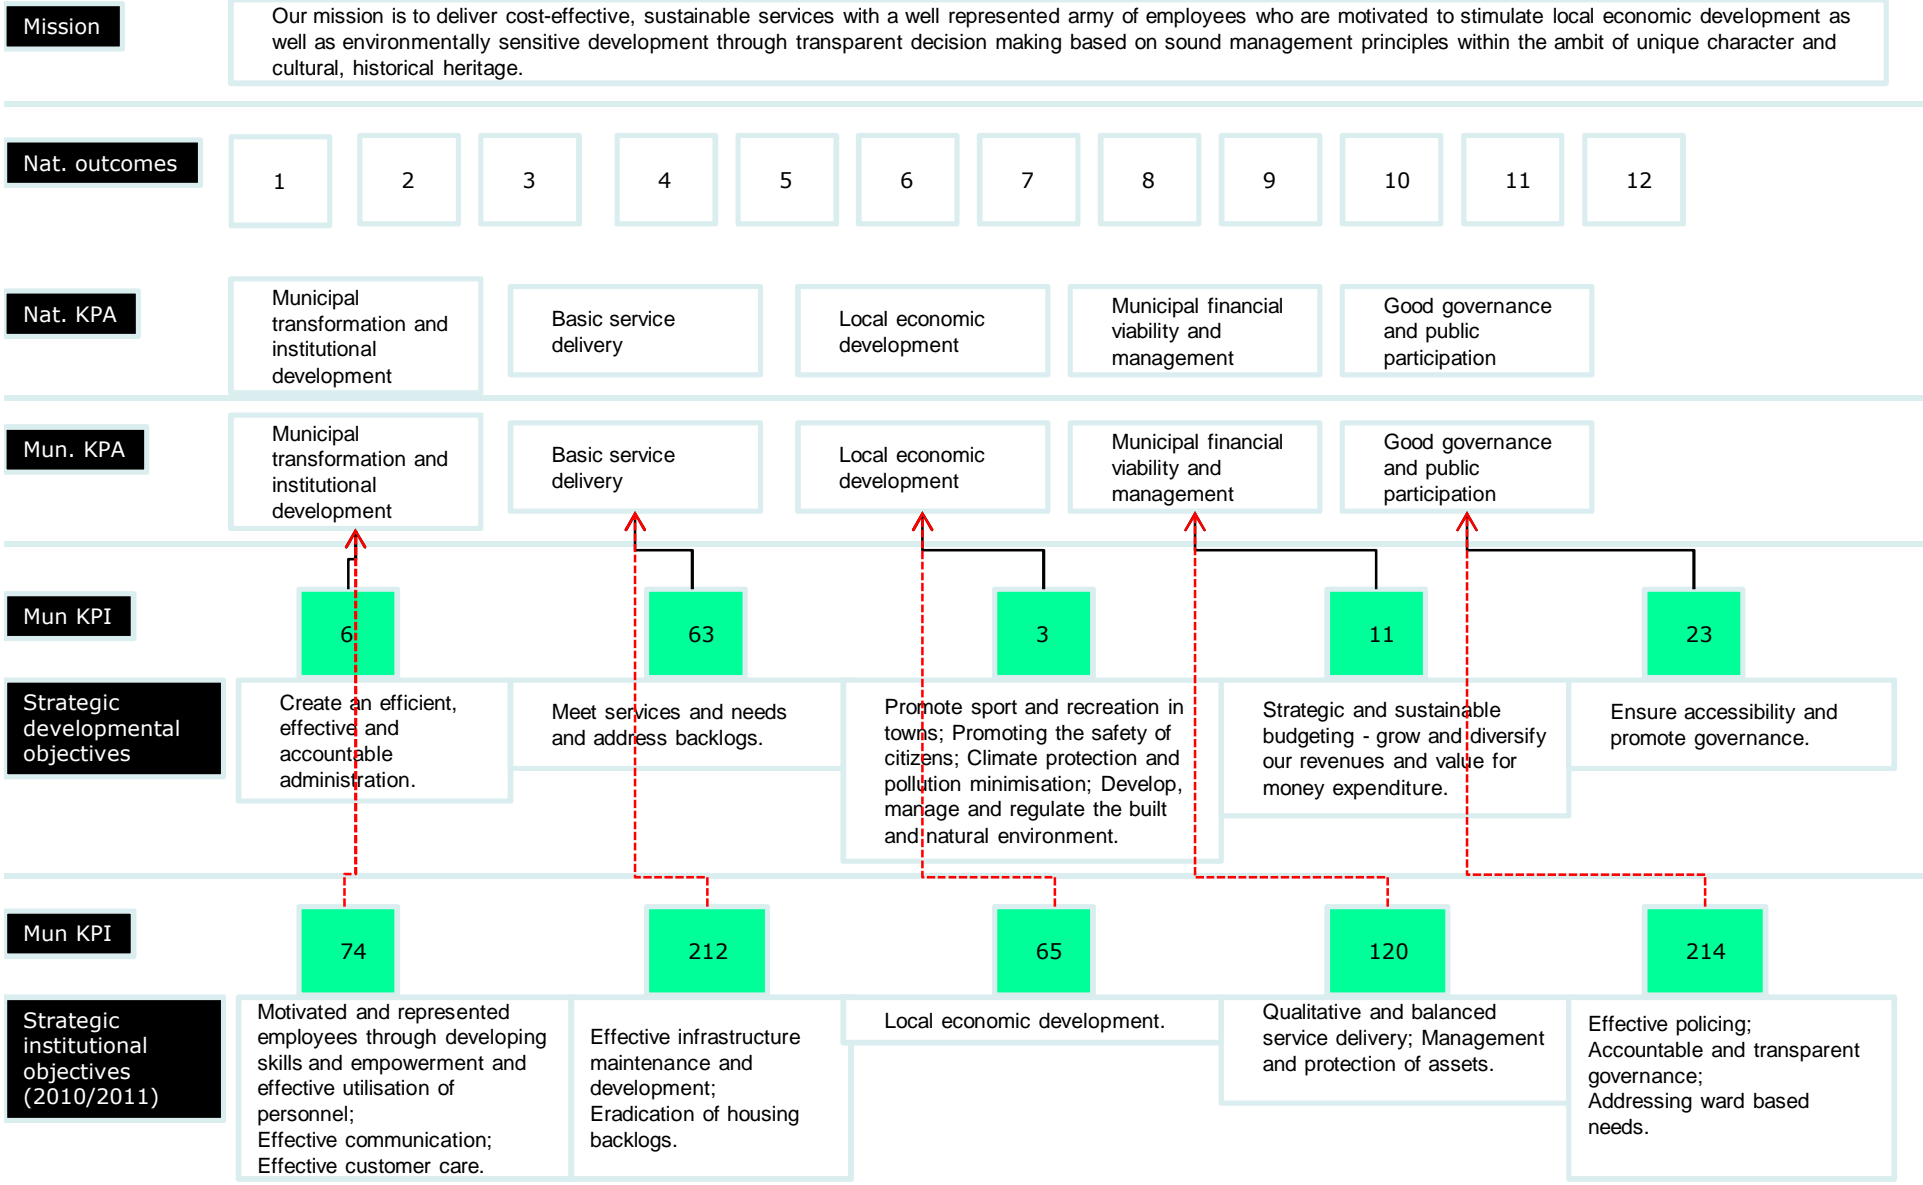 Mission
Our mission is to deliver cost-effective, sustainable services with a well represented army of employees who are motivated to stimulate local economic development as
well as environmentally sensitive development through transparent decision making based on sound management principles within the ambit of unique character and
cultural, historical heritage.
Nat. outcomes
1
2
3
4
5
6
7
8
9
10
11
12
Nat. KPA
Municipal
transformation and
institutional
development
Basic service
delivery
Local economic
development
Municipal financial
viability and
management
Good governance
and public
participation
Mun. KPA
Municipal
transformation and
institutional
development
Basic service
delivery
Local economic
development
Municipal financial
viability and
management
Good governance
and public
participation
Mun KPI
6
63
3
11
23
Strategic
developmental
objectives
Create an efficient,
effective and
accountable
administration.
Meet services and needs
and address backlogs.
Promote sport and recreation in
towns; Promoting the safety of
citizens; Climate protection and
pollution minimisation; Develop,
manage and regulate the built
and natural environment.
Strategic and sustainable
budgeting - grow and diversify
our revenues and value for
money expenditure.
Ensure accessibility and
promote governance.
Mun KPI
74
212
65
120
214
Strategic
institutional
objectives
(2010/2011)
Motivated and represented
employees through developing
skills and empowerment and
effective utilisation of
personnel;
Effective communication;
Effective customer care.
Effective infrastructure
maintenance and
development;
Eradication of housing
backlogs.
Local economic development.
Qualitative and balanced
service delivery; Management
and protection of assets.
Effective policing;
Accountable and transparent
governance;
Addressing ward based
needs.